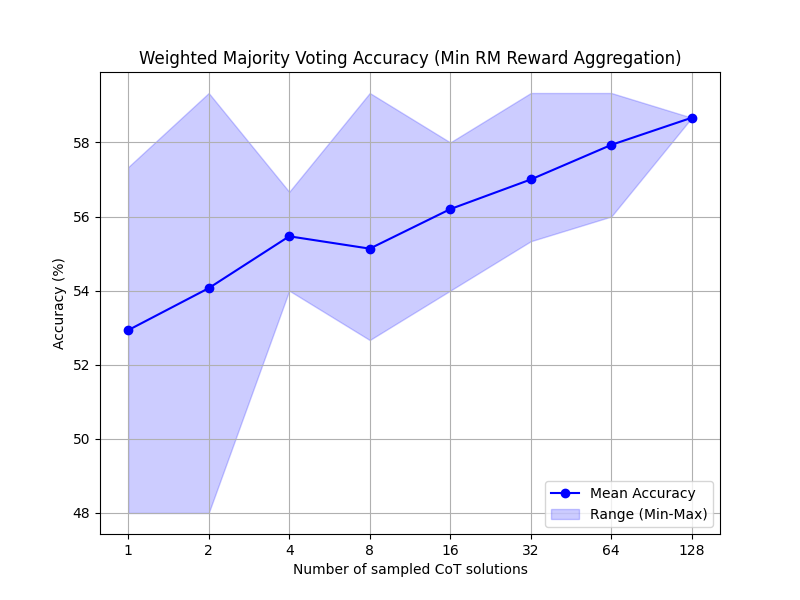 Weighted Majority Voting Accuracy (Min RM Reward Aggregation)
58
56
54
52
50
48
Accuracy (%)
Mean Accuracy
Range (Min-Max)
1 2 4 8 16 32 64 128
Number of sampled CoT solutions